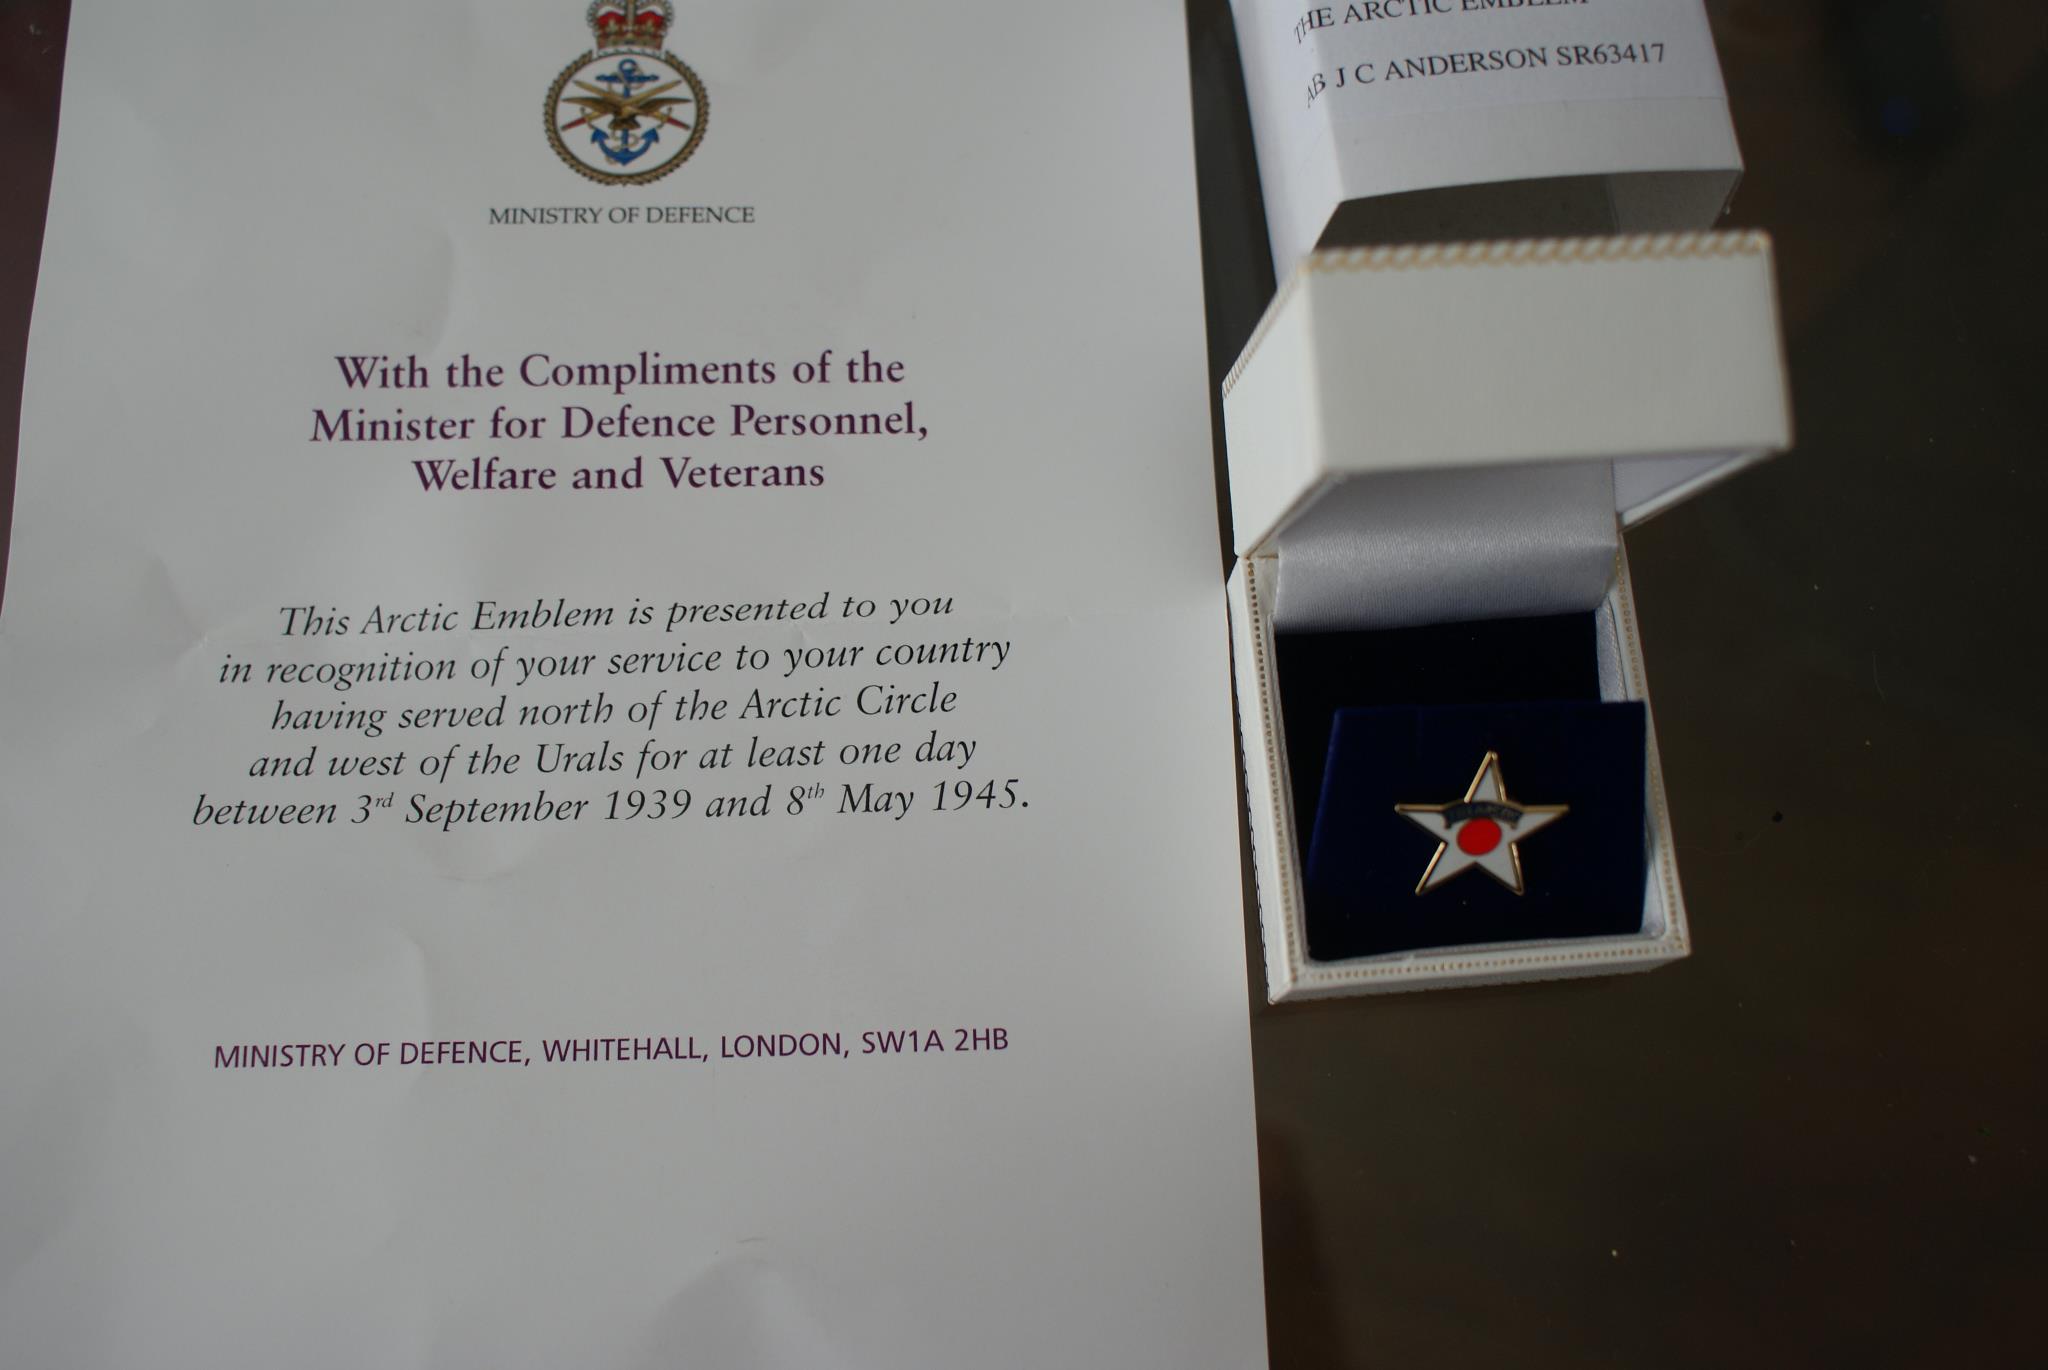 MINISTRY OF DEFENCE
With the Compliments of the
Minister for Defence Personnel,
Welfare and Veterans
This Arctic Emblem is presented to you
in recognition of your service to your country
having served north of the Arctic Circle
and west of the Urals for at least one day
between 3rd September 1939 and 8th May 1945.
MINISTRY OF DEFENCE, WHITEHALL, LONDON, SW1A 2HB
THE ARCTIC EMBLEM
AB J C ANDERSON SR63417